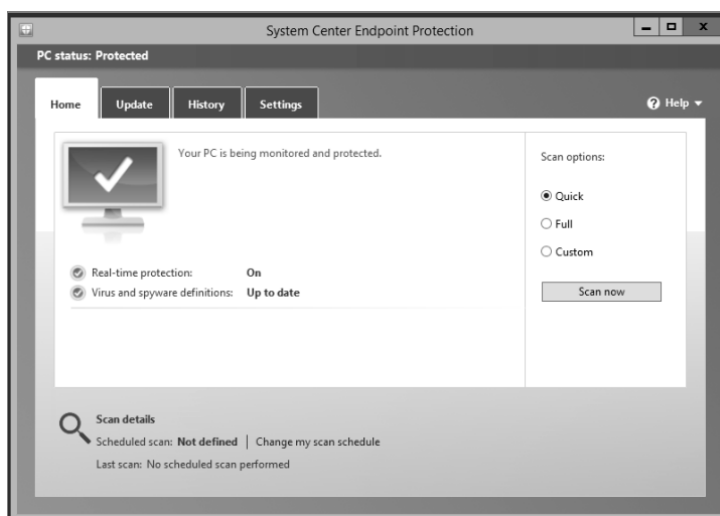 System Center Endpoint Protection
PC status: Protected
Home Update History Settings Help
Your PC is being monitored and protected.
Scan options:
Quick
Full
Custom
Scan now
Real-time protection: On
Virus and spyware definitions: Up to date
Scan details
Scheduled scan: Not defined | Change my scan schedule
Last scan: No scheduled scan performed